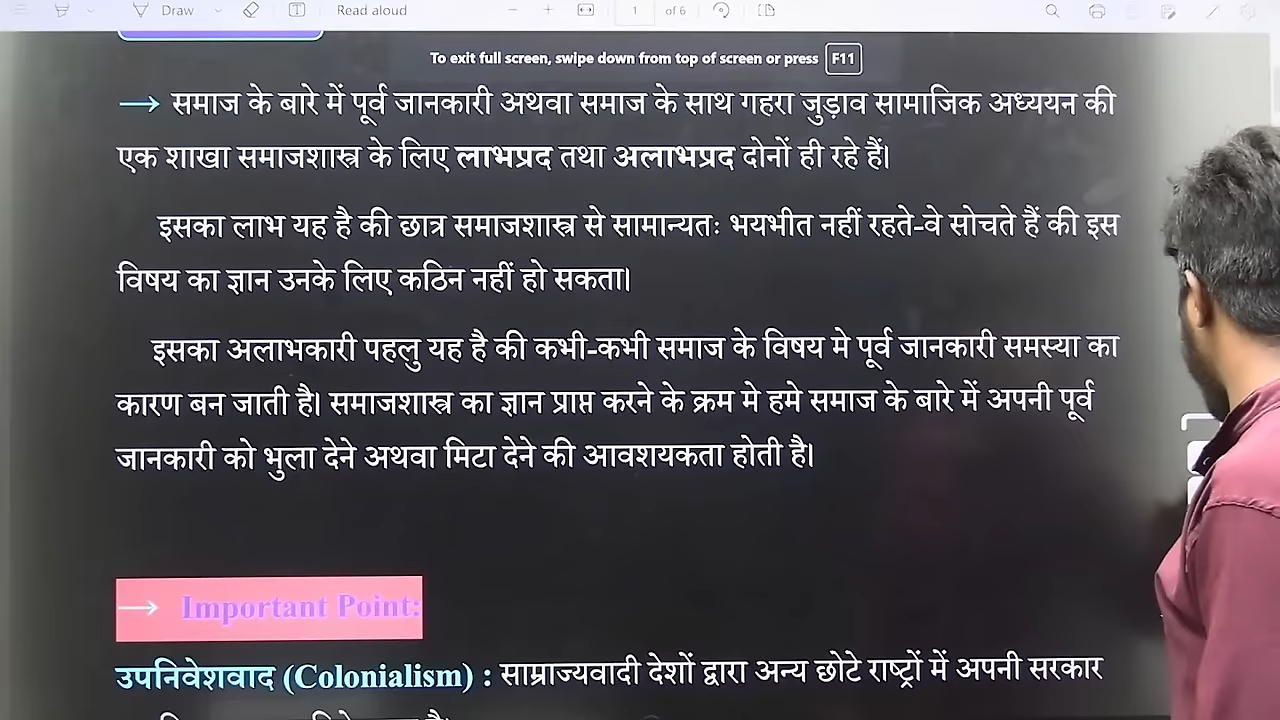 Draw
Read aloud
1 of 6
To exit full screen, swipe down from top of screen or press F11
→ समाज के बारे में पूर्व जानकारी अथवा समाज के साथ गहरा जुड़ाव सामाजिक अध्ययन की
एक शाखा समाजशास्त्र के लिए लाभप्रद तथा अलाभप्रद दोनों ही रहे हैं।
इसका लाभ यह है की छात्र समाजशास्त्र से सामान्यतः भयभीत नहीं रहते-वे सोचते हैं की इस
विषय का ज्ञान उनके लिए कठिन नहीं हो सकता।
इसका अलाभकारी पहलु यह है की कभी-कभी समाज के विषय मे पूर्व जानकारी समस्या का
कारण बन जाती है। समाजशास्त्र का ज्ञान प्राप्त करने के क्रम मे हमे समाज के बारे में अपनी पूर्व
जानकारी को भुला देने अथवा मिटा देने की आवशयकता होती है।
→ Important Point:
उपनिवेशवाद (Colonialism) : साम्राज्यवादी देशों द्वारा अन्य छोटे राष्ट्रों में अपनी सरकार